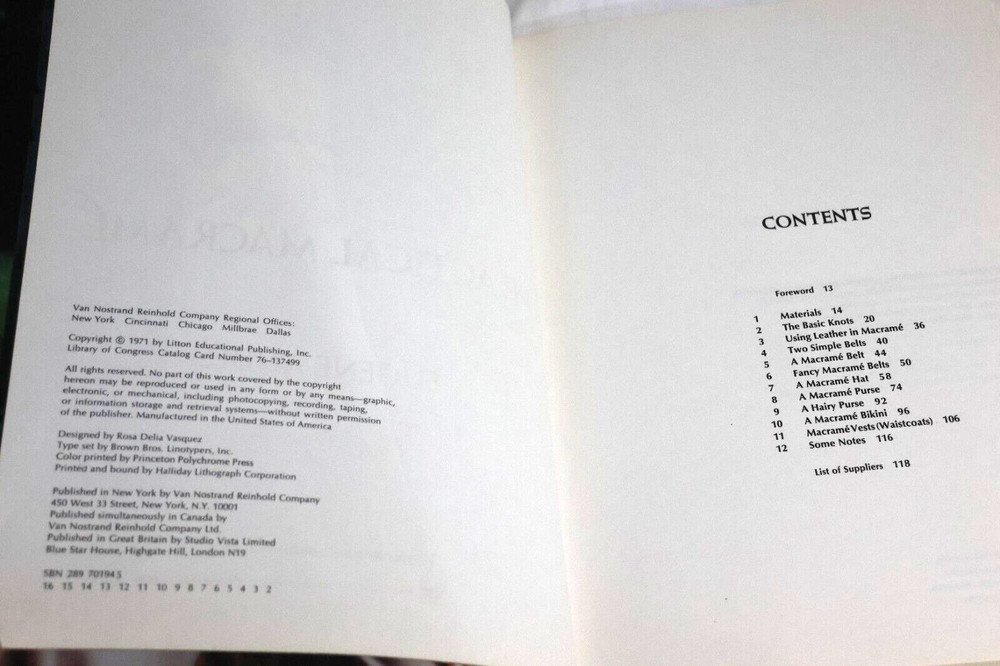 Van Nostrand Reinhold Company Regional Offices:
New York Cincinnati Chicago Millbrae Dallas
Copyright © 1971 by Litton Educational Publishing, Inc.
Library of Congress Catalog Card Number 76-137499
All rights reserved. No part of this work covered by the copyright
hereon may be reproduced or used in any form or by any means—graphic,
electronic, or mechanical, including photocopying, recording, taping,
or information storage and retrieval systems—without written permission
of the publisher. Manufactured in the United States of America
Designed by Rosa Delia Vasquez
Type set by Brown Bros. Linotypers, Inc.
Color printed by Princeton Polychrome Press
Printed and bound by Halliday Lithograph Corporation
Published in New York by Van Nostrand Reinhold Company
450 West 33 Street, New York, N.Y. 10001
Published simultaneously in Canada by
Van Nostrand Reinhold Company Ltd.
Published in Great Britain by Studio Vista Limited
Blue Star House, Highgate Hill, London N19
SBN 289 70194 5
16 15 14 13 12 11 10 9 8 7 6 5 4 3 2
CONTENTS
Foreword 13
1 Materials 14
2 The Basic Knots 20
3 Using Leather in Macramé 36
4 Two Simple Belts 40
5 A Macramé Belt 44
6 Fancy Macramé Belts 50
7 A Macramé Hat 58
8 A Macramé Purse 74
9 A Hairy Purse 92
10 A Macramé Bikini 96
11 Macramé Vests (Waistcoats) 106
12 Some Notes 116
List of Suppliers 118